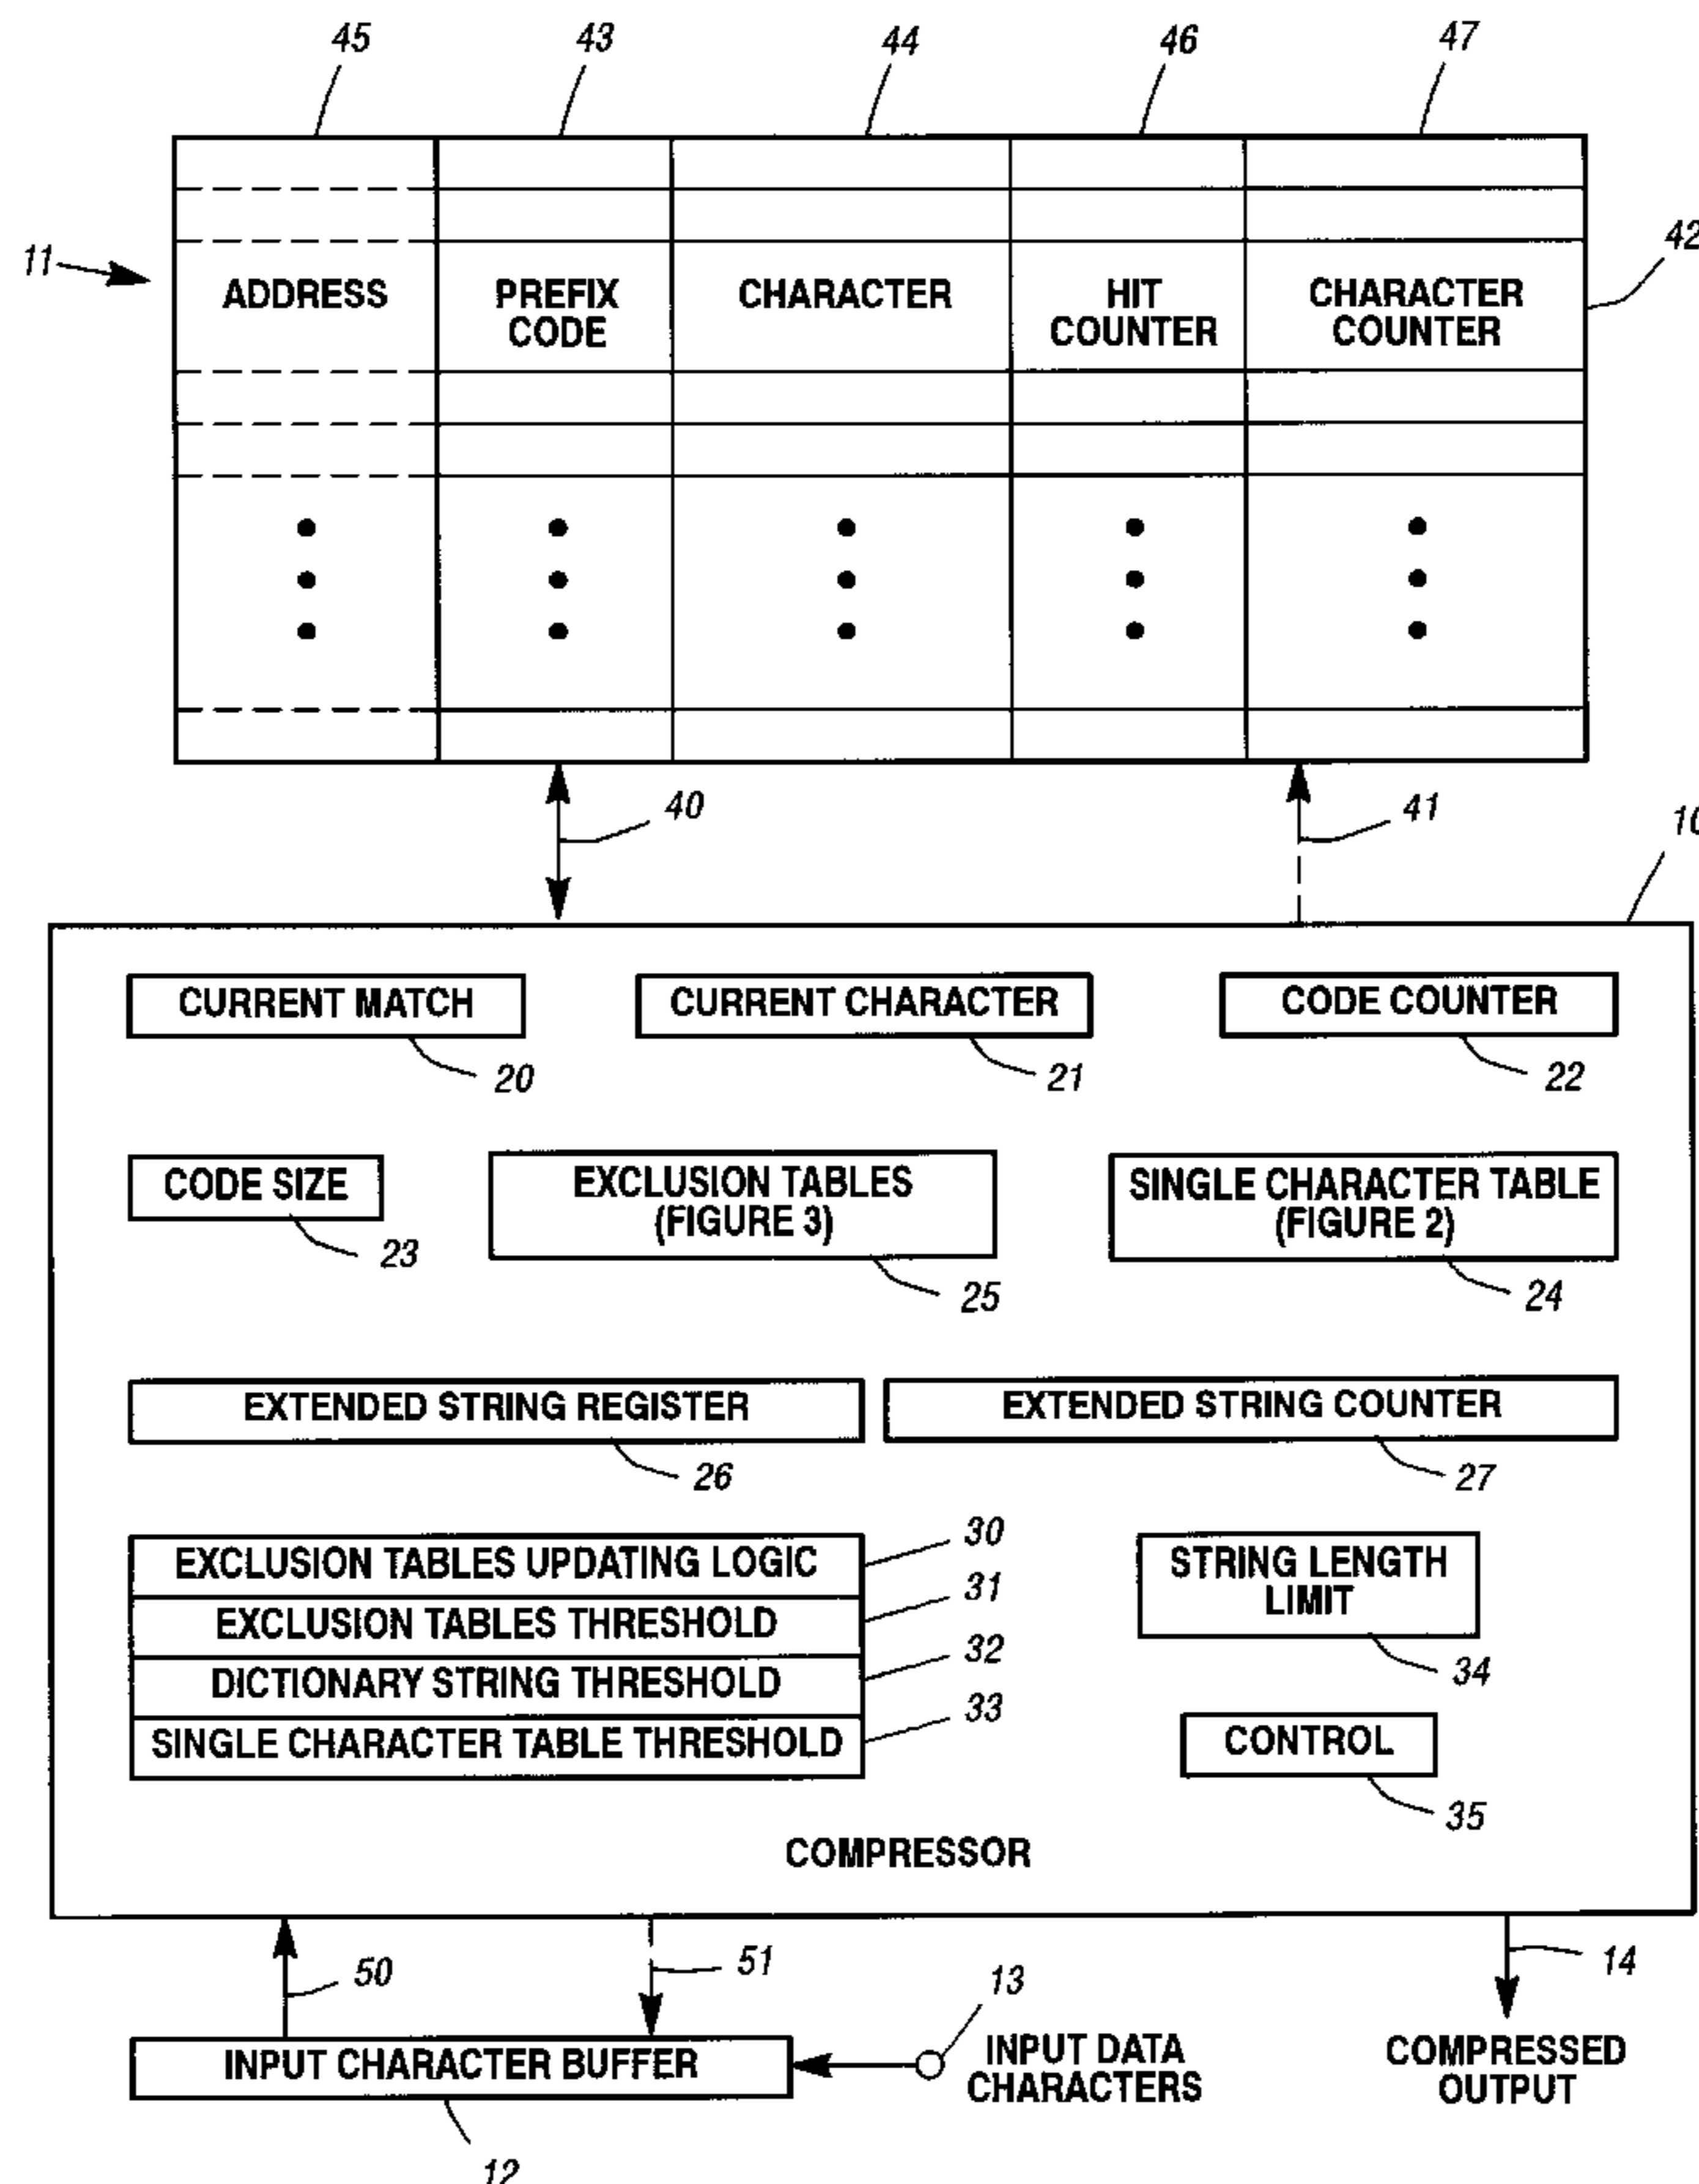 45 43 44 46 47
11
42
ADDRESS PREFIX CHARACTER HIT CHARACTER
CODE COUNTER COUNTER
40 41
10
CURRENT MATCH CURRENT CHARACTER CODE COUNTER
20 21 22
CODE SIZE EXCLUSION TABLES SINGLE CHARACTER TABLE
(FIGURE 3) (FIGURE 2)
23 25 24
EXTENDED STRING REGISTER EXTENDED STRING COUNTER
26 27
EXCLUSION TABLES UPDATING LOGIC 30
EXCLUSION TABLES THRESHOLD 31
DICTIONARY STRING THRESHOLD 32
SINGLE CHARACTER TABLE THRESHOLD 33
STRING LENGTH
LIMIT
34
CONTROL
35
COMPRESSOR
50 51 13 14
INPUT CHARACTER BUFFER
12
INPUT DATA
CHARACTERS
COMPRESSED
OUTPUT